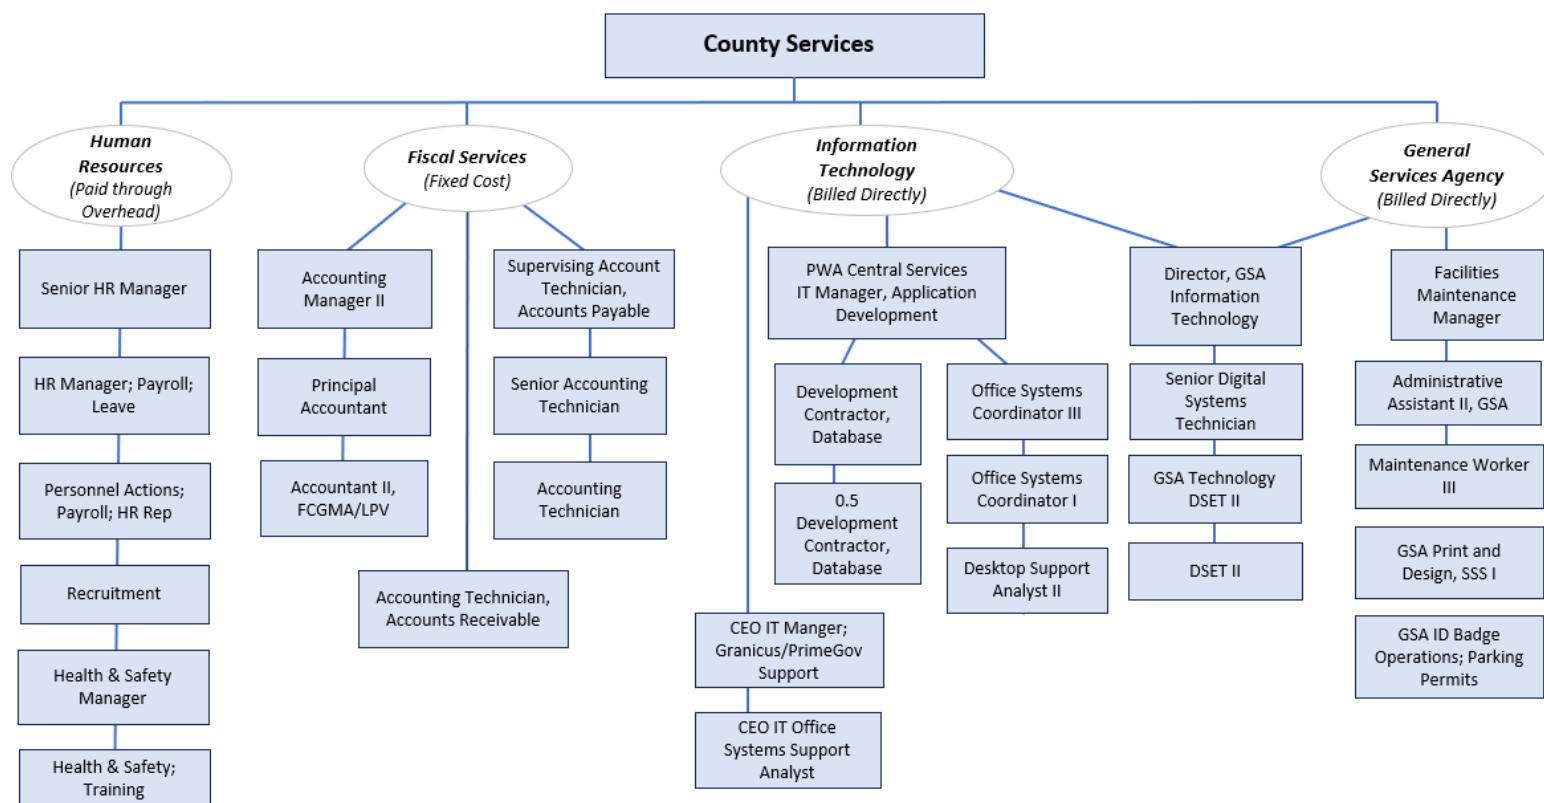 County Services
Human
Resources
(Paid through
Overhead)
Senior HR Manager
HR Manager; Payroll;
Leave
Personnel Actions;
Payroll; HR Rep
Recruitment
Health & Safety
Manager
Health & Safety;
Training
Fiscal Services
(Fixed Cost)
Accounting
Manager II
Principal
Accountant
Accountant II,
FCGMA/LPV
Supervising Account
Technician,
Accounts Payable
Senior Accounting
Technician
Accounting
Technician
Accounting Technician,
Accounts Receivable
Information
Technology
(Billed Directly)
PWA Central Services
IT Manager, Application
Development
Development
Contractor,
Database
0.5
Development
Contractor,
Database
Office Systems
Coordinator III
Office Systems
Coordinator I
Desktop Support
Analyst II
CEO IT Manger;
Granicus/PrimeGov
Support
CEO IT Office
Systems Support
Analyst
Director, GSA
Information
Technology
Senior Digital
Systems
Technician
GSA Technology
DSET II
DSET II
General
Services Agency
(Billed Directly)
Facilities
Maintenance
Manager
Administrative
Assistant II, GSA
Maintenance Worker
III
GSA Print and
Design, SSS I
GSA ID Badge
Operations; Parking
Permits